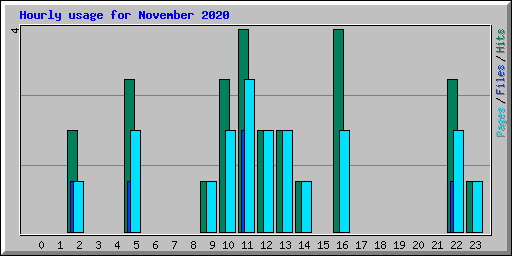 Hourly usage for November 2020
4
Pages/Files/Hits
0 1 2 3 4 5 6 7 8 9 10 11 12 13 14 15 16 17 18 19 20 21 22 23